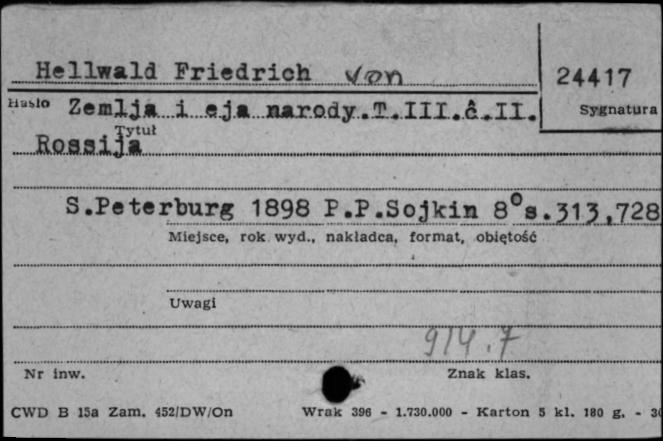 Hellwald Friedrich von
24417
Hasło Zemlja i eja narody.T.III.ĉ.II.
Sygnatura
Tytuł
Rossija
S.Peterburg 1898 P.P.Sojkin 8°s.313,728
Miejsce, rok wyd., nakładca, format, objętość
Uwagi
914.7
Nr inw. Znak klas.
CWD B 15a Zam. 452/DW/On Wrak 396 - 1.730.000 - Karton 5 kl. 180 g. -